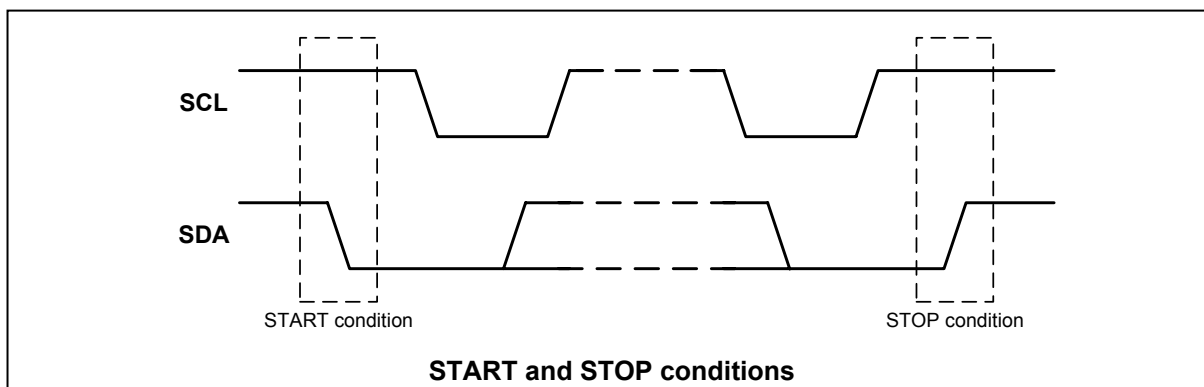 SCL
SDA
START condition
STOP condition
START and STOP conditions